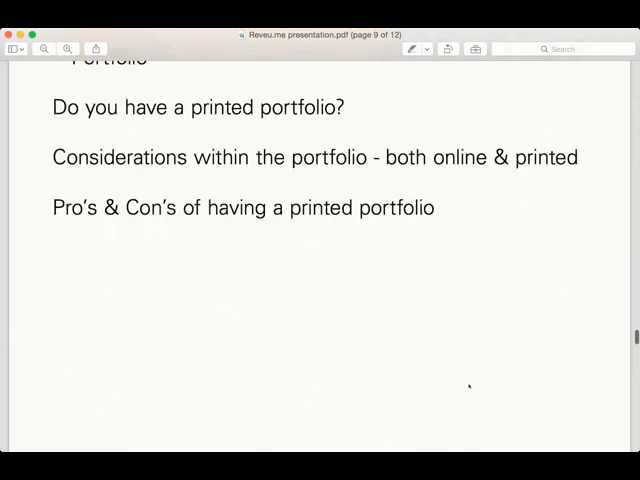 Reveu.me presentation.pdf (page 9 of 12)
Search
Portfolio
Do you have a printed portfolio?
Considerations within the portfolio - both online & printed
Pro's & Con's of having a printed portfolio